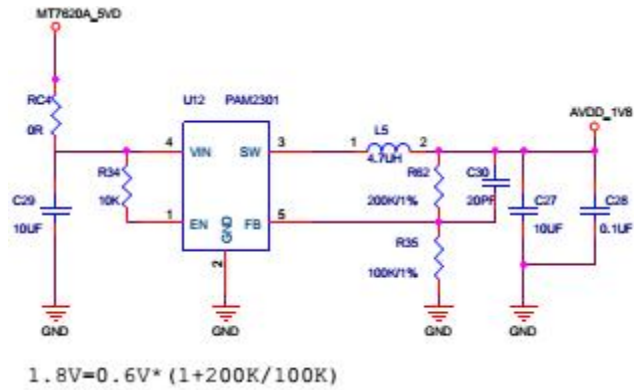 MT7620A_5VD
RC4
0R
U12 PAM2301
AVDD_1V8
4 VIN SW 3
1 L5 2
4.7UH
R34
10K
C29
10UF
1 EN FB 5
GND
2
R62
200K/1%
C30
20PF
C27
10UF
C28
0.1UF
R35
100K/1%
GND
GND
GND
GND
1.8V=0.6V*(1+200K/100K)